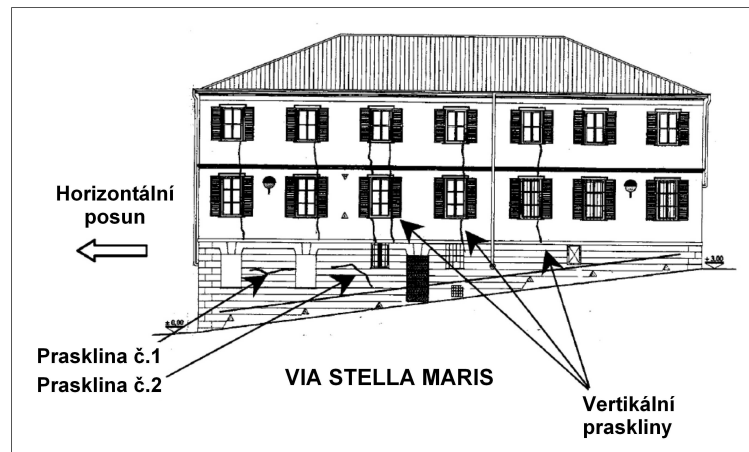 Horizontální
posun
± 0.00
+ 3.00
Prasklina č.1
Prasklina č.2
VIA STELLA MARIS
Vertikální
praskliny